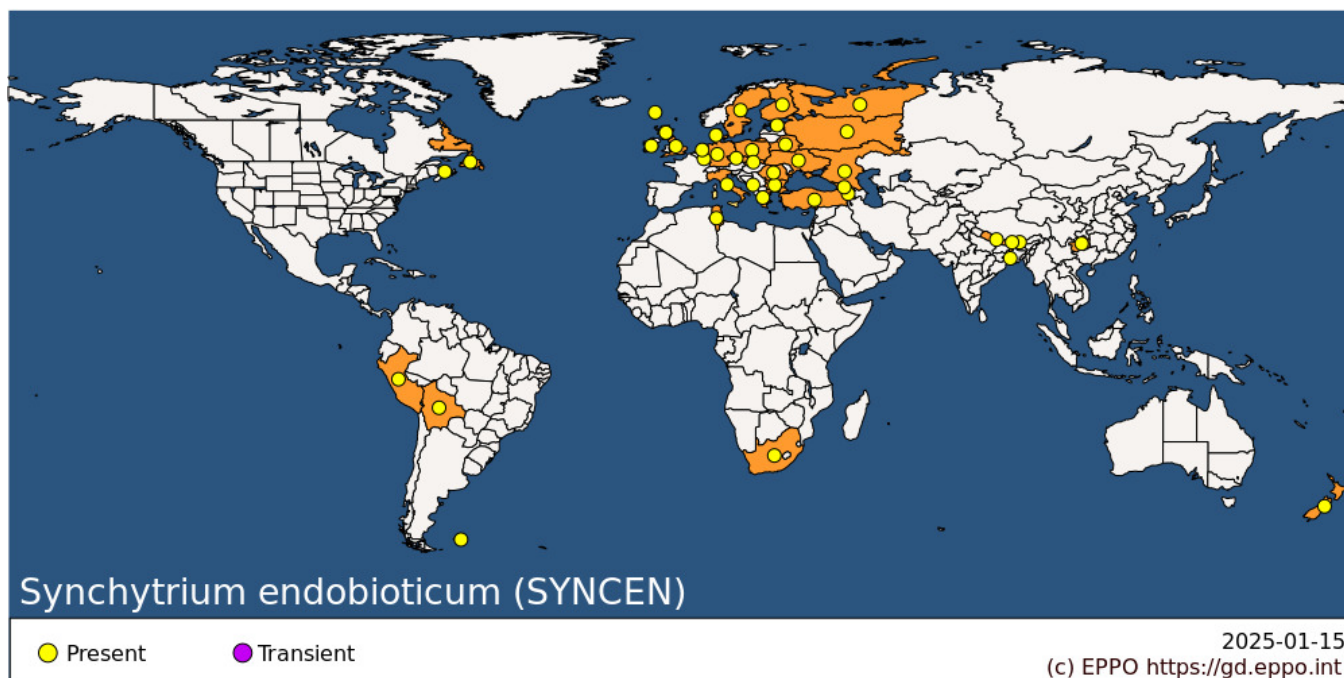 Synchytrium endobioticum (SYNCEN)
Present
Transient
2025-01-15
(c) EPPO https://gd.eppo.int